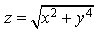 z = √(x² + y⁴)